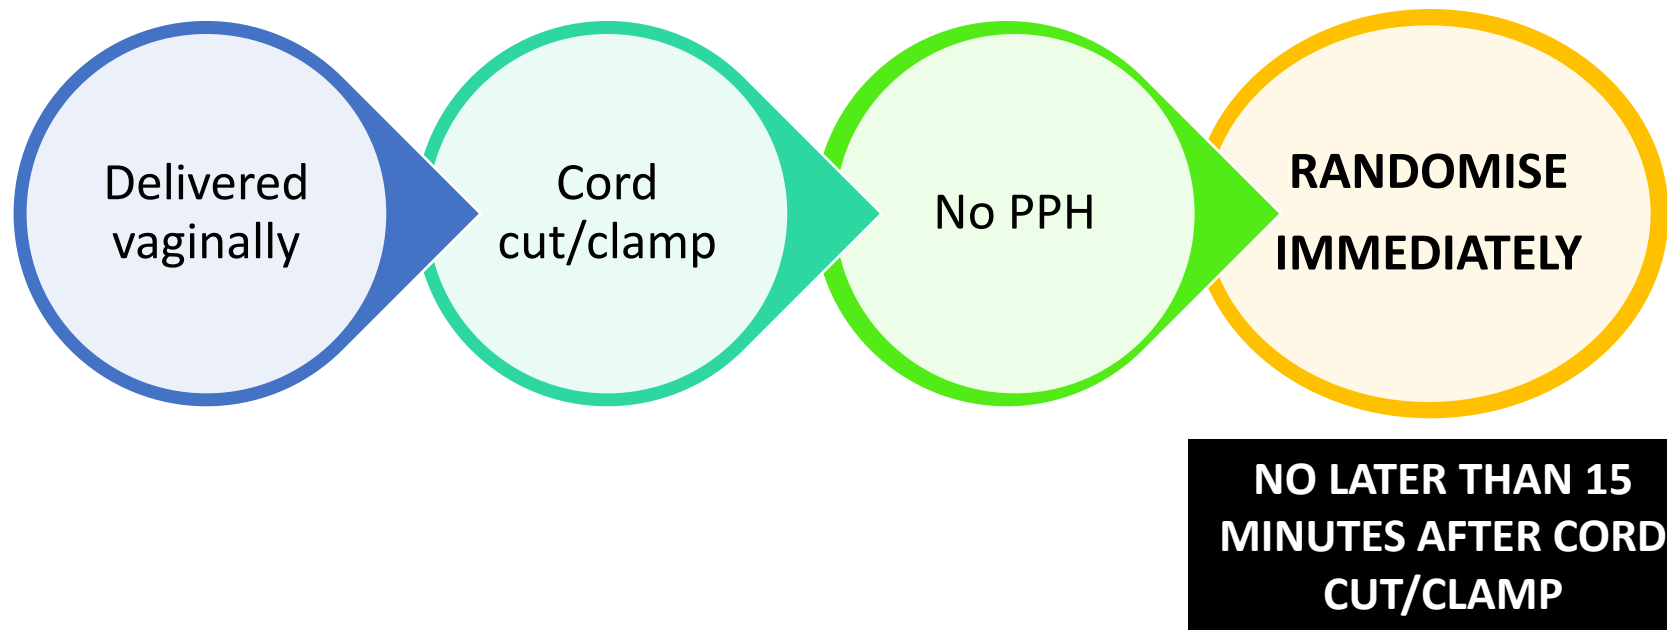 Delivered
vaginally
Cord
cut/clamp
No PPH
RANDOMISE
IMMEDIATELY
NO LATER THAN 15
MINUTES AFTER CORD
CUT/CLAMP